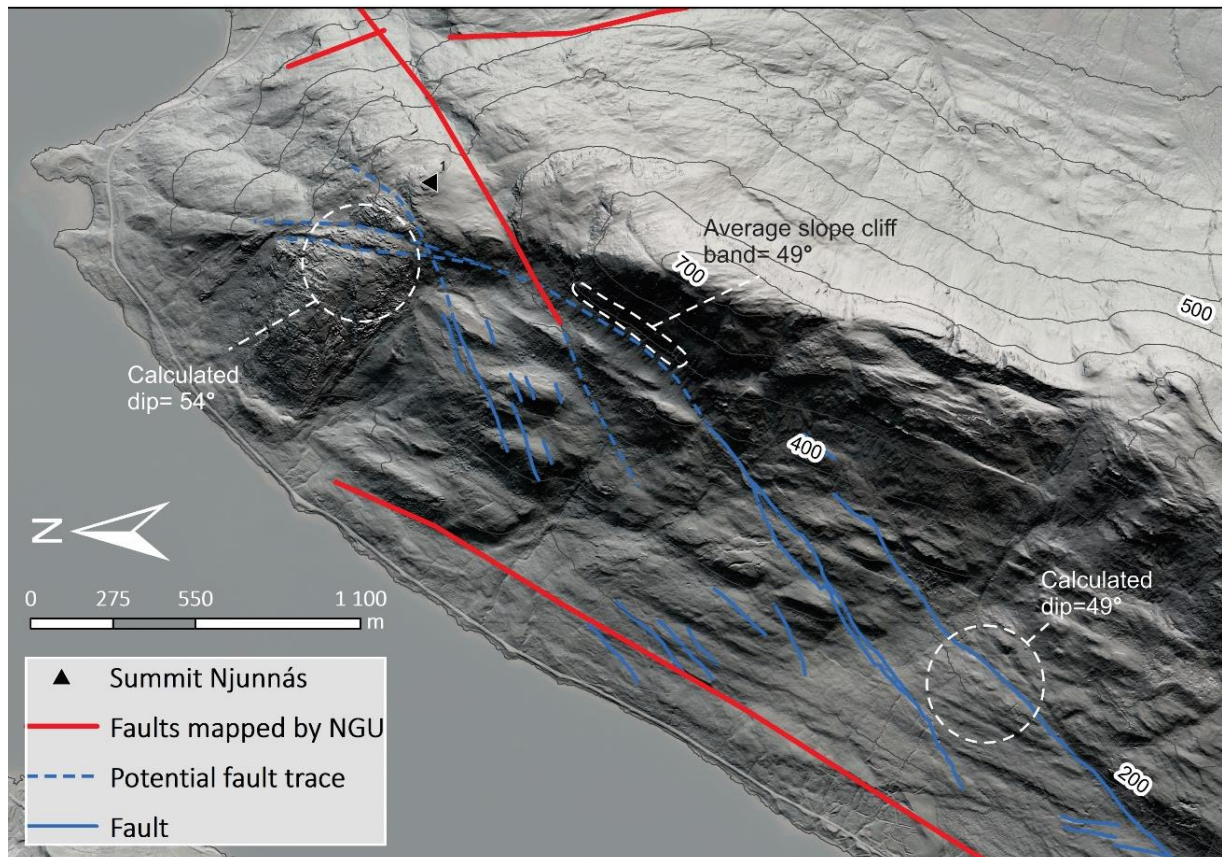 1
Average slope cliff
band= 49°
700
500
Calculated
dip= 54°
400
N
Calculated
dip=49°
0 275 550 1 100
m
200
Summit Njunnás
Faults mapped by NGU
Potential fault trace
Fault